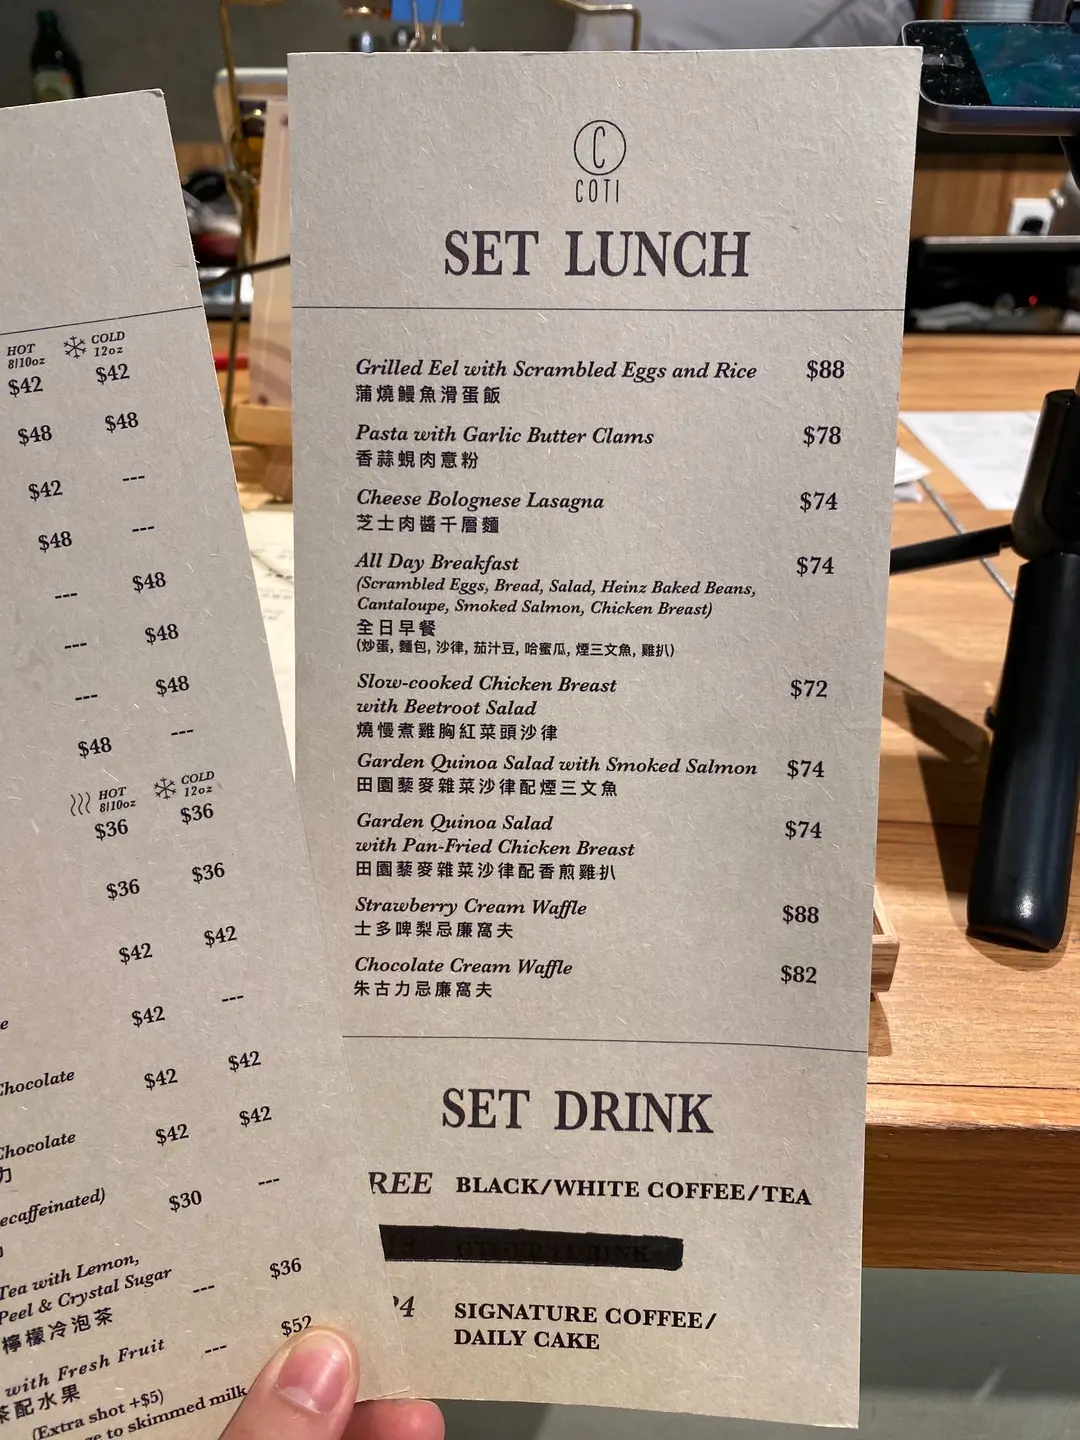 HOT
8|10oz
COLD
12oz
$42 $42
$48 $48
$42 ---
$48 ---
--- $48
--- $48
--- $48
$48 ---
HOT
8|10oz
COLD
12oz
$36 $36
$36 $36
$42 $42
$42 ---
Chocolate $42 $42
Chocolate $42 $42
力
ecaffeinated) $30 ---
Tea with Lemon,
Peel & Crystal Sugar --- $36
檸檬冷泡茶
with Fresh Fruit --- $52
茶配水果
(Extra shot +$5)
to skimmed milk
C
COTI
SET LUNCH
Grilled Eel with Scrambled Eggs and Rice $88
蒲燒鰻魚滑蛋飯
Pasta with Garlic Butter Clams $78
香蒜蜆肉意粉
Cheese Bolognese Lasagna $74
芝士肉醬千層麵
All Day Breakfast $74
(Scrambled Eggs, Bread, Salad, Heinz Baked Beans,
Cantaloupe, Smoked Salmon, Chicken Breast)
全日早餐
(炒蛋, 麵包, 沙律, 茄汁豆, 哈蜜瓜, 煙三文魚, 雞扒)
Slow-cooked Chicken Breast $72
with Beetroot Salad
燒慢煮雞胸紅菜頭沙律
Garden Quinoa Salad with Smoked Salmon $74
田園藜麥雜菜沙律配煙三文魚
Garden Quinoa Salad $74
with Pan-Fried Chicken Breast
田園藜麥雜菜沙律配香煎雞扒
Strawberry Cream Waffle $88
士多啤梨忌廉窩夫
Chocolate Cream Waffle $82
朱古力忌廉窩夫
SET DRINK
REE BLACK/WHITE COFFEE/TEA
OTHER DRINK
4 SIGNATURE COFFEE/
DAILY CAKE